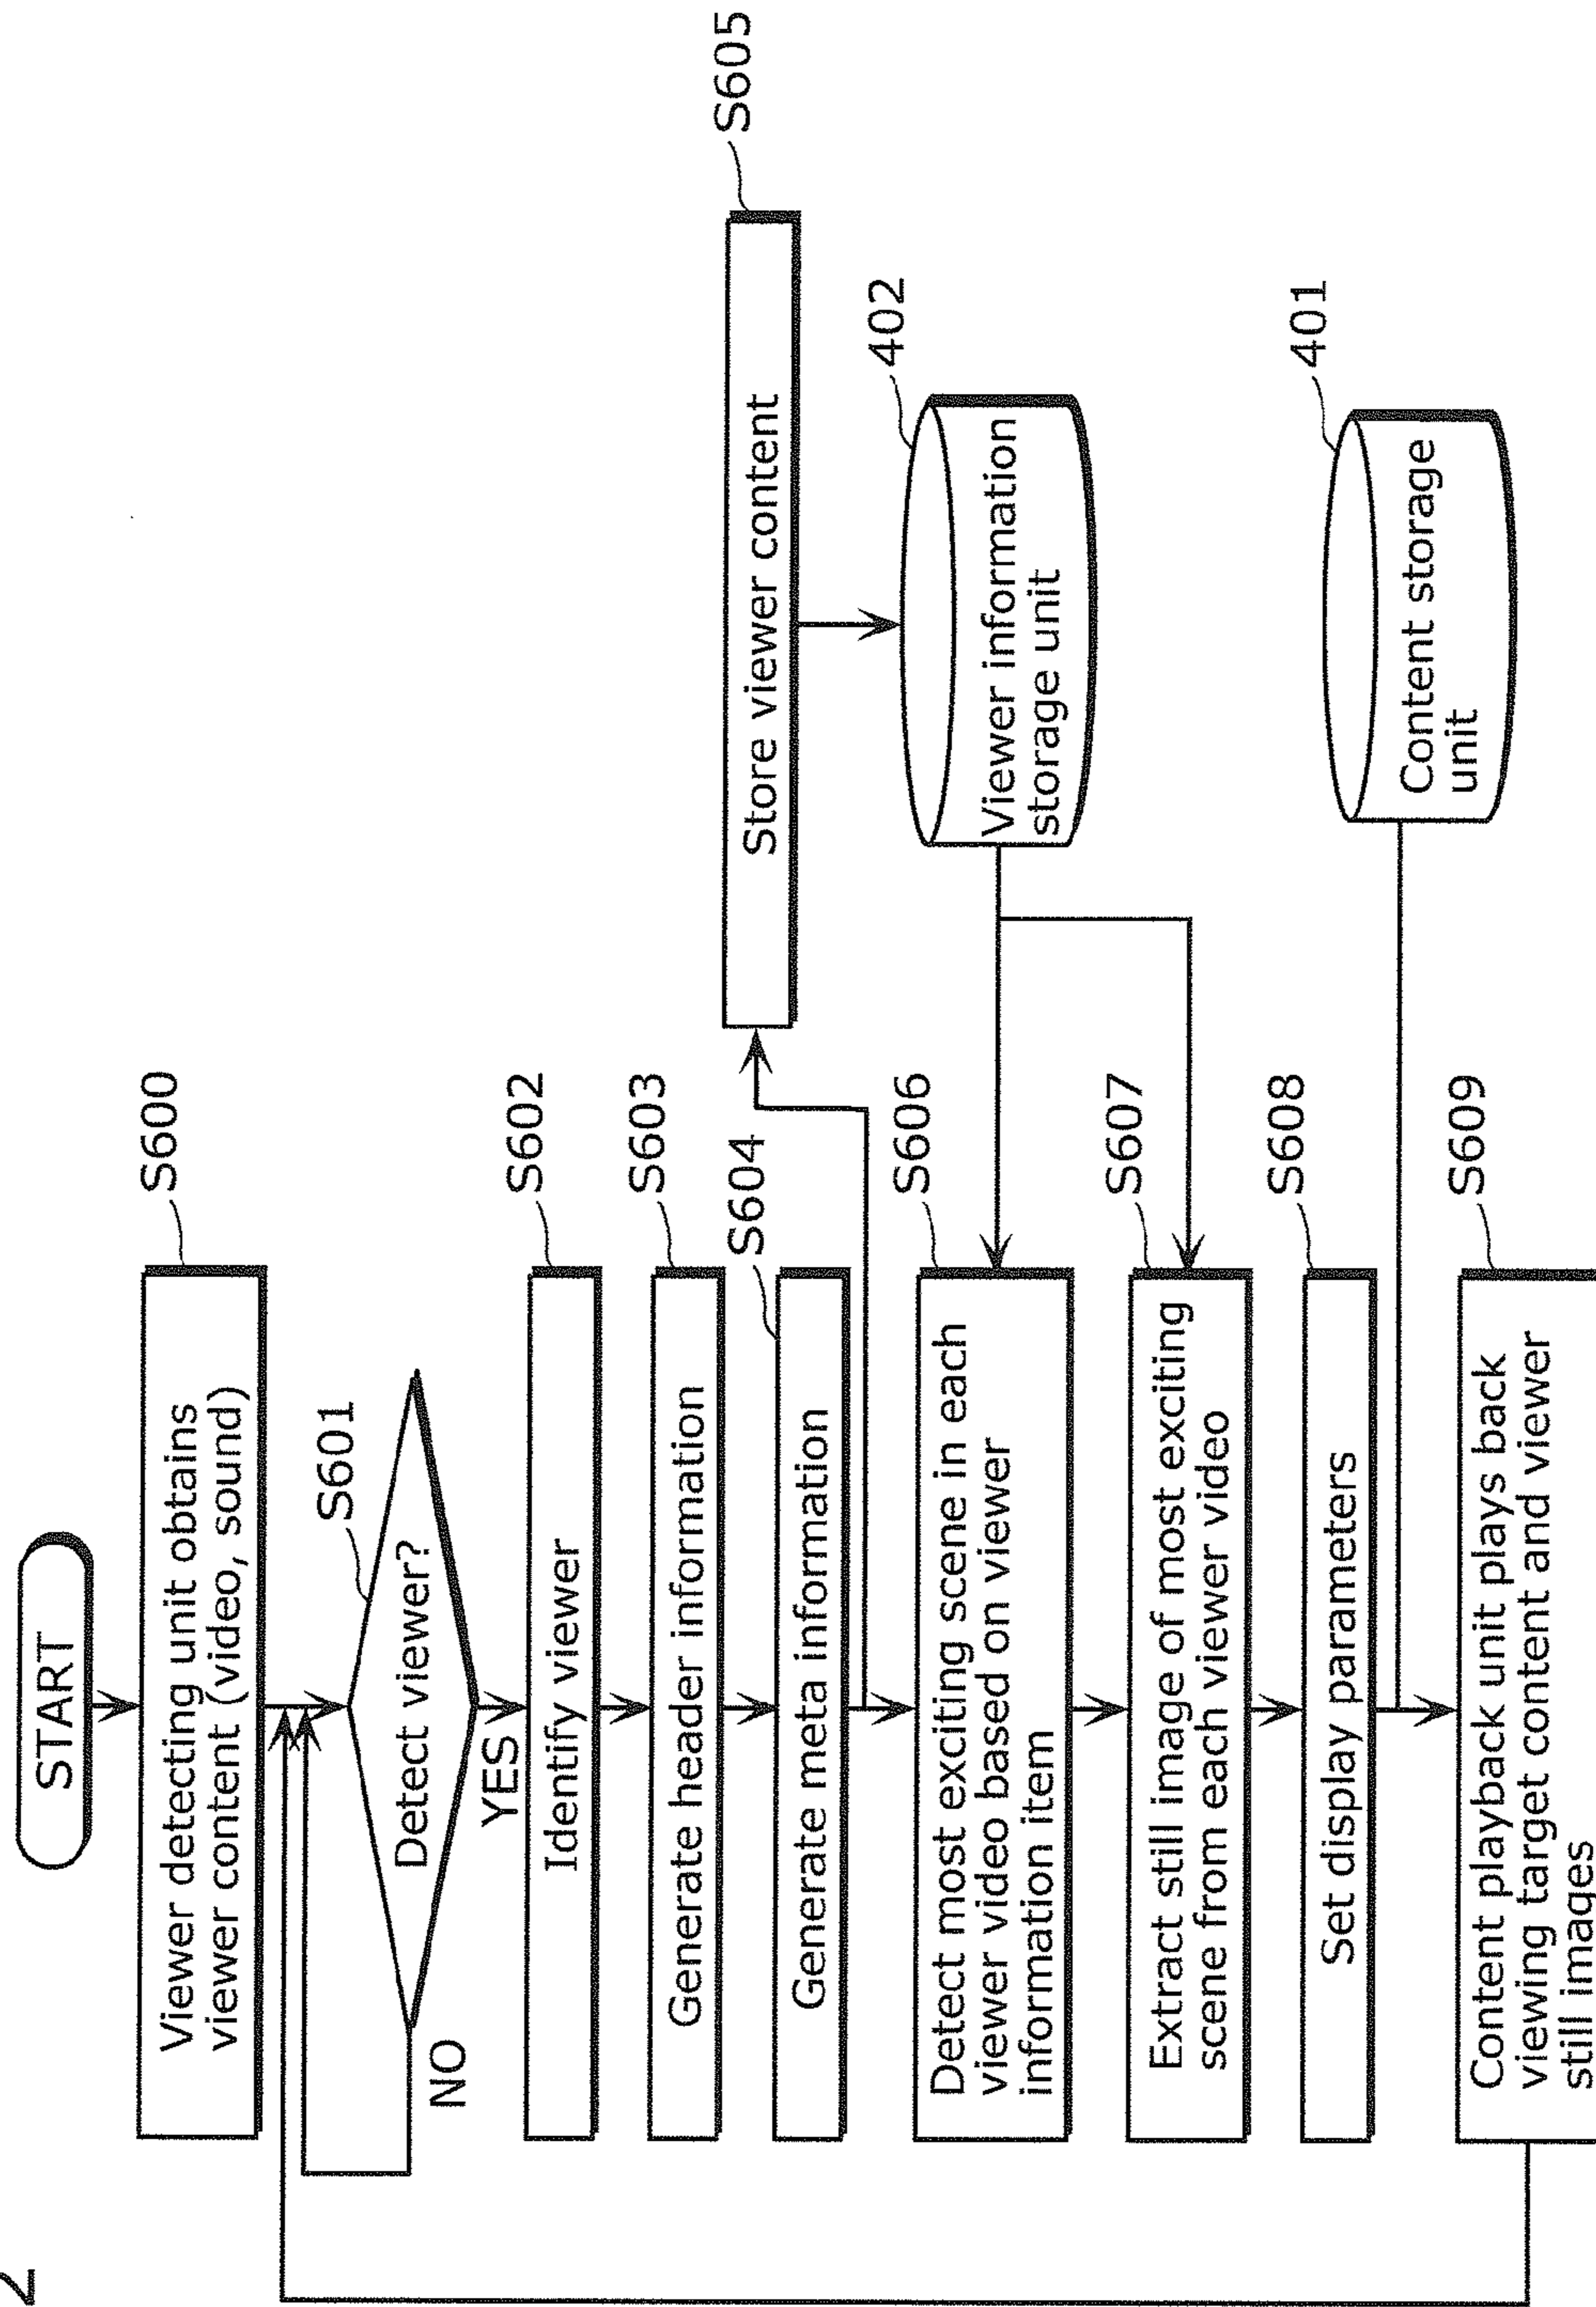 2
START
Viewer detecting unit obtains
viewer content (video, sound)
S600
Detect viewer?
S601
NO
YES
Identify viewer
S602
Generate header information
S603
Generate meta information
S604
Store viewer content
S605
Viewer information
storage unit
402
Detect most exciting scene in each
viewer video based on viewer
information item
S606
Extract still image of most exciting
scene from each viewer video
S607
Set display parameters
S608
Content storage
unit
401
Content playback unit plays back
viewing target content and viewer
still images
S609